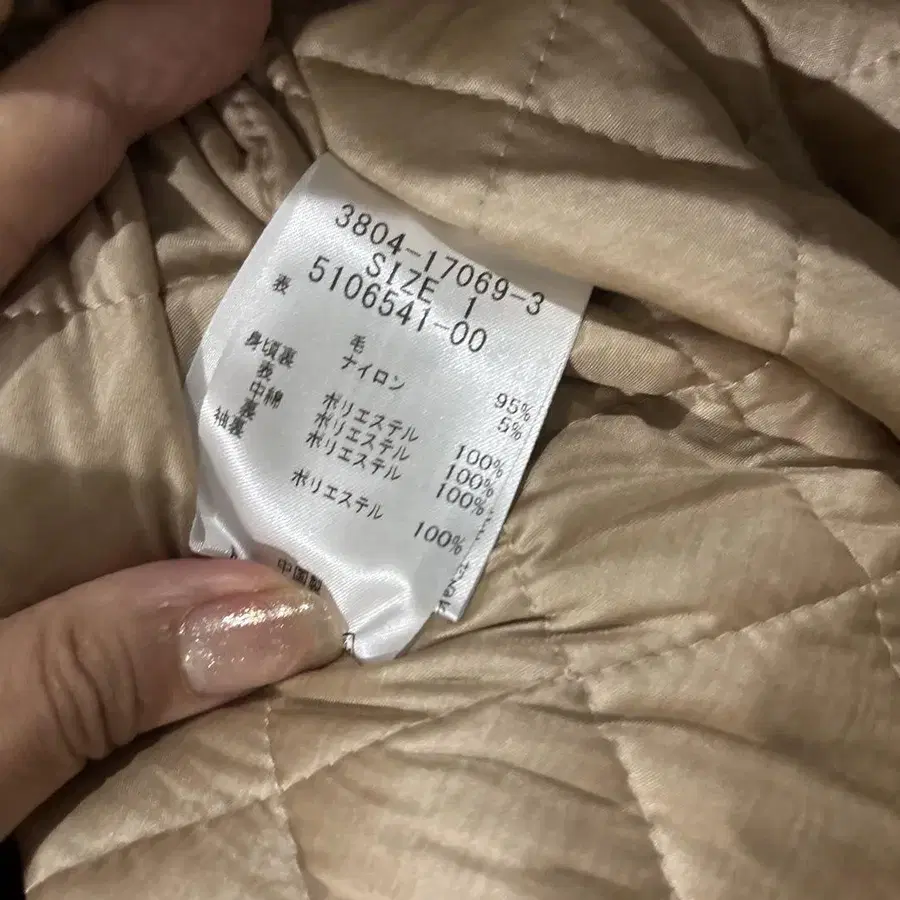 3804-17069-3
SIZE 1
5106541-00
表 毛 95%
ナイロン 5%
身頃裏
表 ポリエステル 100%
中綿 ポリエステル 100%
裏 ポリエステル 100%
袖裏 ポリエステル 100%
中国製